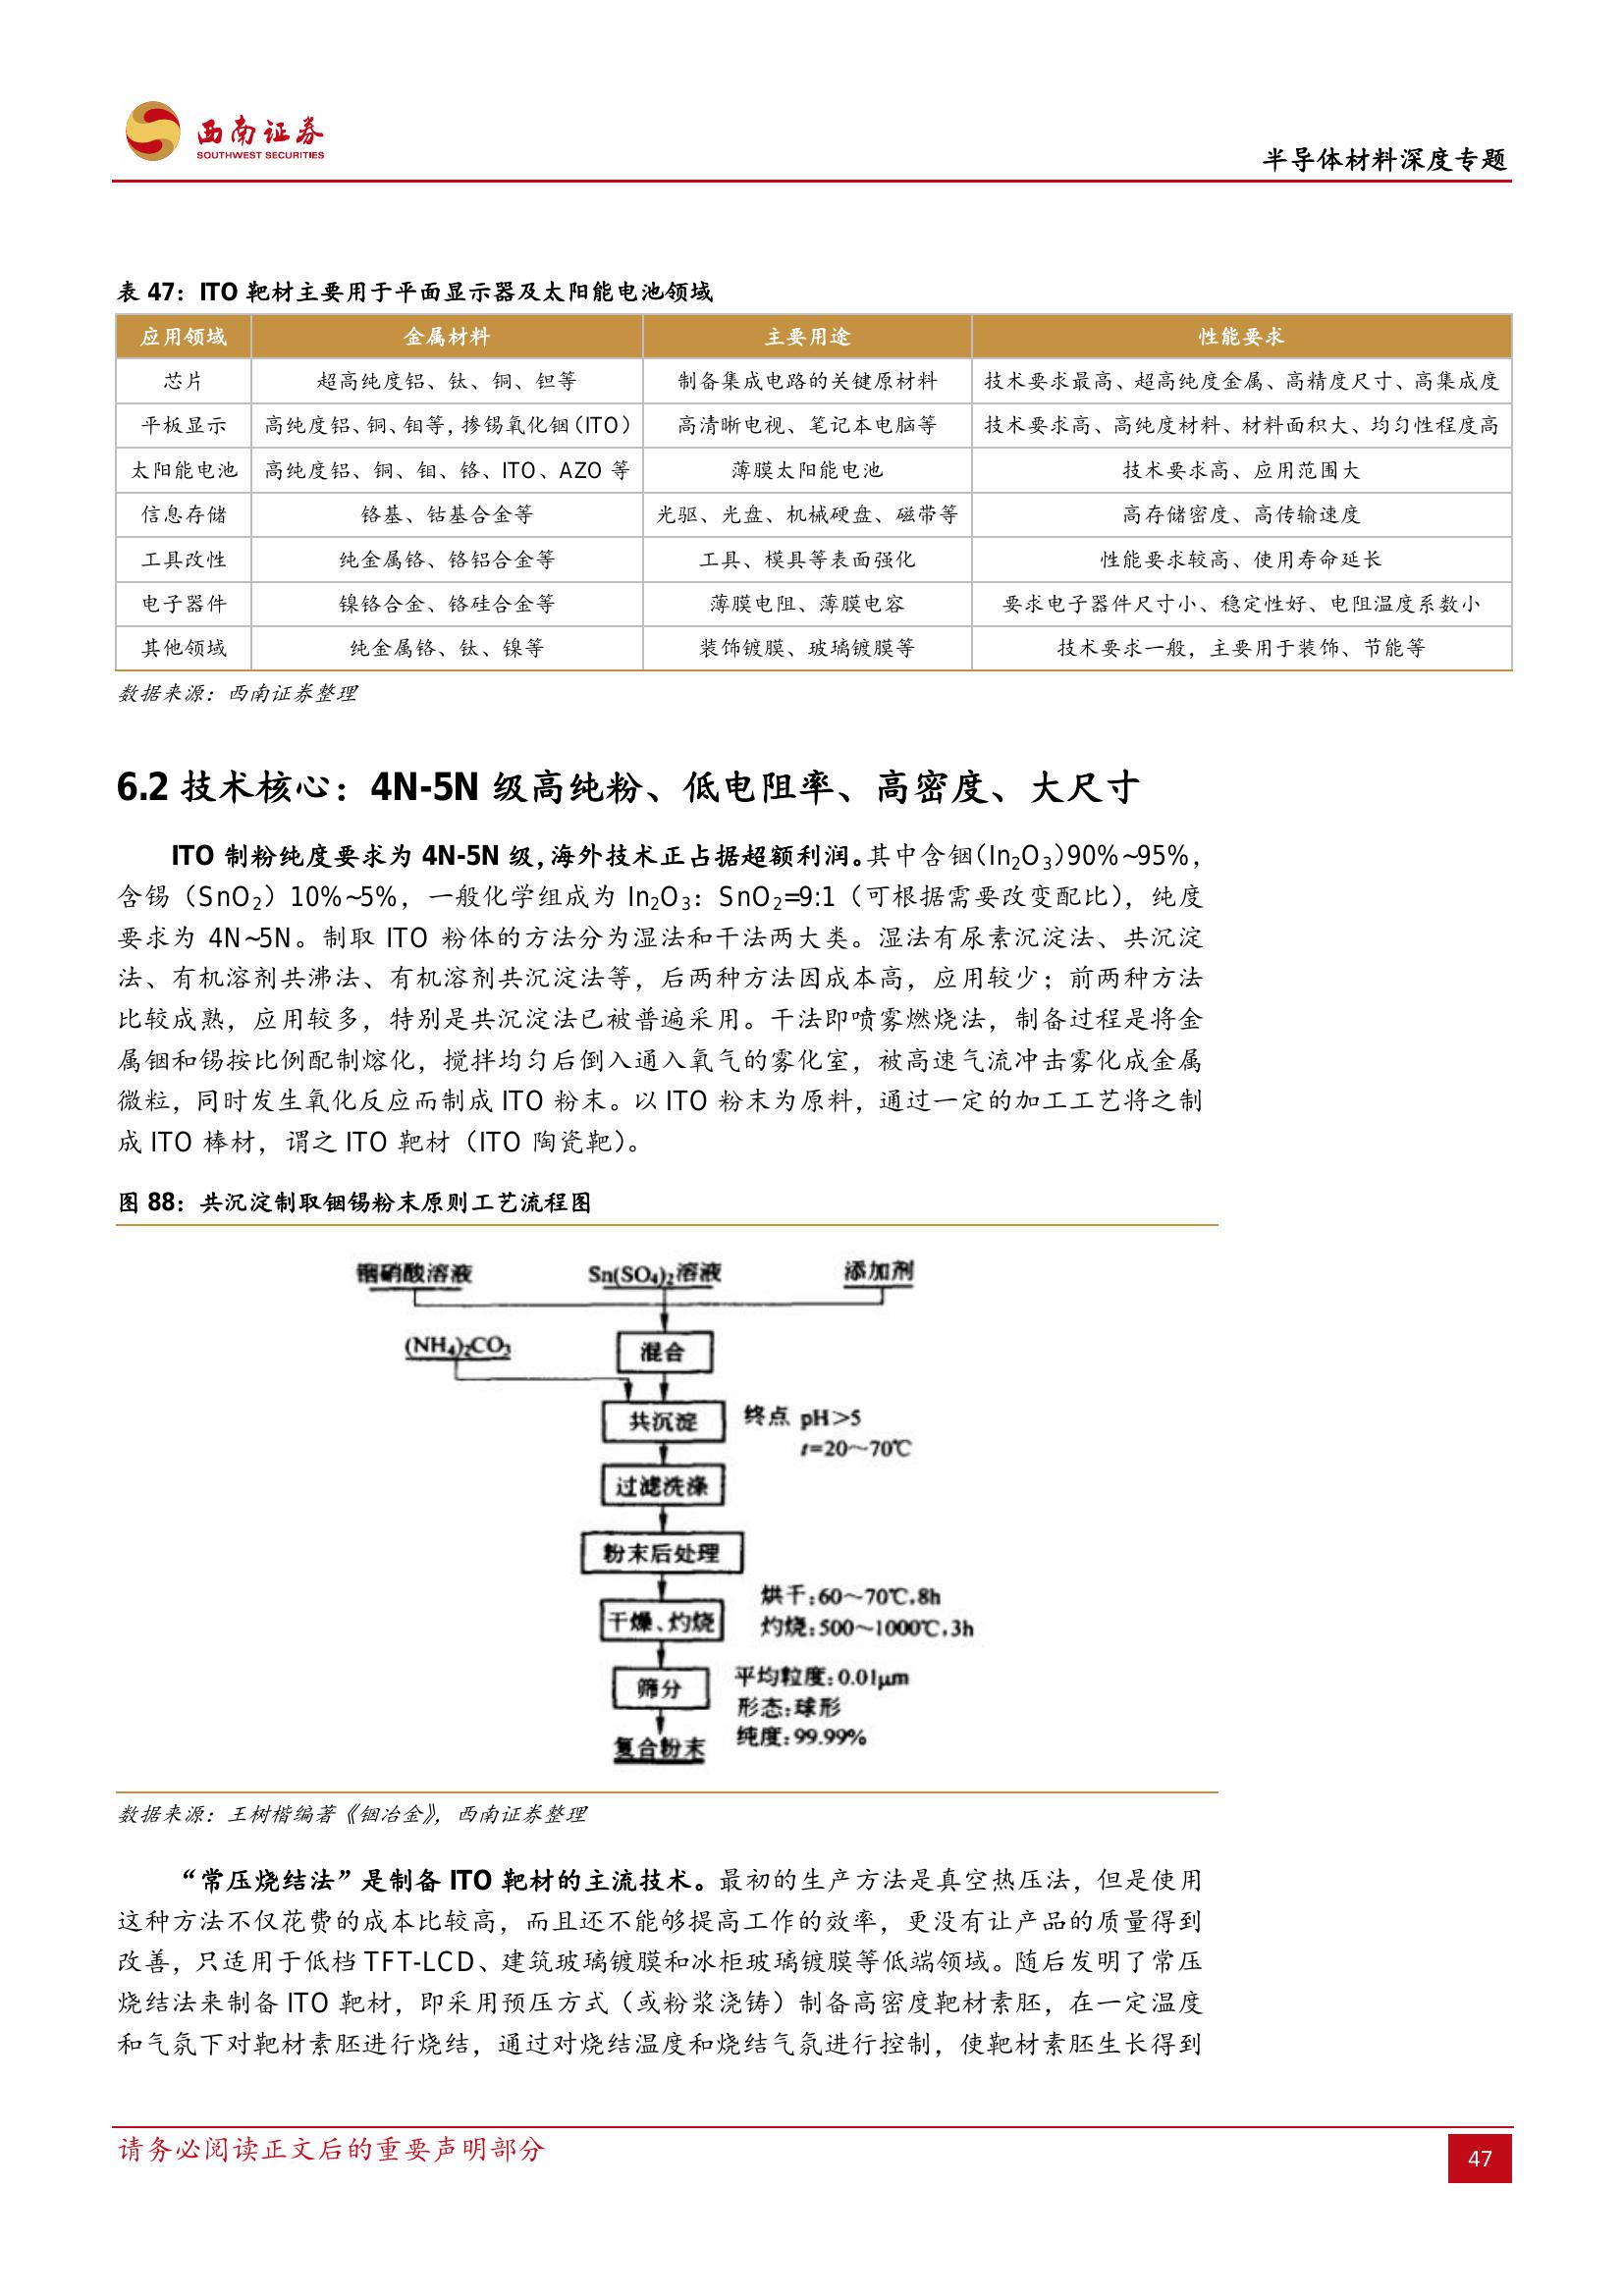 西南证券
SOUTHWEST SECURITIES
半导体材料深度专题
表 47：ITO 靶材主要用于平面显示器及太阳能电池领域
应用领域 金属材料 主要用途 性能要求
芯片 超高纯度铝、钛、铜、钽等 制备集成电路的关键原材料 技术要求最高、超高纯度金属、高精度尺寸、高集成度
平板显示 高纯度铝、铜、钼等，掺锡氧化铟（ITO） 高清晰电视、笔记本电脑等 技术要求高、高纯度材料、材料面积大、均匀性程度高
太阳能电池 高纯度铝、铜、钼、铬、ITO、AZO 等 薄膜太阳能电池 技术要求高、应用范围大
信息存储 铬基、钴基合金等 光驱、光盘、机械硬盘、磁带等 高存储密度、高传输速度
工具改性 纯金属铬、铬铝合金等 工具、模具等表面强化 性能要求较高、使用寿命延长
电子器件 镍铬合金、铬硅合金等 薄膜电阻、薄膜电容 要求电子器件尺寸小、稳定性好、电阻温度系数小
其他领域 纯金属铬、钛、镍等 装饰镀膜、玻璃镀膜等 技术要求一般，主要用于装饰、节能等
数据来源：西南证券整理
6.2 技术核心：4N-5N 级高纯粉、低电阻率、高密度、大尺寸
ITO 制粉纯度要求为 4N-5N 级，海外技术正占据超额利润。其中含铟（In₂O₃）90%~95%，
含锡（SnO₂）10%~5%，一般化学组成为 In₂O₃：SnO₂=9:1（可根据需要改变配比），纯度
要求为 4N~5N。制取 ITO 粉体的方法分为湿法和干法两大类。湿法有尿素沉淀法、共沉淀
法、有机溶剂共沸法、有机溶剂共沉淀法等，后两种方法因成本高，应用较少；前两种方法
比较成熟，应用较多，特别是共沉淀法已被普遍采用。干法即喷雾燃烧法，制备过程是将金
属铟和锡按比例配制熔化，搅拌均匀后倒入通入氧气的雾化室，被高速气流冲击雾化成金属
微粒，同时发生氧化反应而制成 ITO 粉末。以 ITO 粉末为原料，通过一定的加工工艺将之制
成 ITO 棒材，谓之 ITO 靶材（ITO 陶瓷靶）。
图 88：共沉淀制取铟锡粉末原则工艺流程图
铟硝酸溶液 Sn(SO₄)₂溶液 添加剂
(NH₄)₂CO₃ 混合
共沉淀 终点 pH>5
t=20～70℃
过滤洗涤
粉末后处理
烘干:60～70℃,8h
干燥、灼烧 灼烧:500～1000℃,3h
筛分 平均粒度:0.01μm
形态:球形
纯度:99.99%
复合粉末
数据来源：王树楷编著《铟冶金》，西南证券整理
“常压烧结法”是制备 ITO 靶材的主流技术。最初的生产方法是真空热压法，但是使用
这种方法不仅花费的成本比较高，而且还不能够提高工作的效率，更没有让产品的质量得到
改善，只适用于低档 TFT-LCD、建筑玻璃镀膜和冰柜玻璃镀膜等低端领域。随后发明了常压
烧结法来制备 ITO 靶材，即采用预压方式（或粉浆浇铸）制备高密度靶材素胚，在一定温度
和气氛下对靶材素胚进行烧结，通过对烧结温度和烧结气氛进行控制，使靶材素胚生长得到
请务必阅读正文后的重要声明部分
47